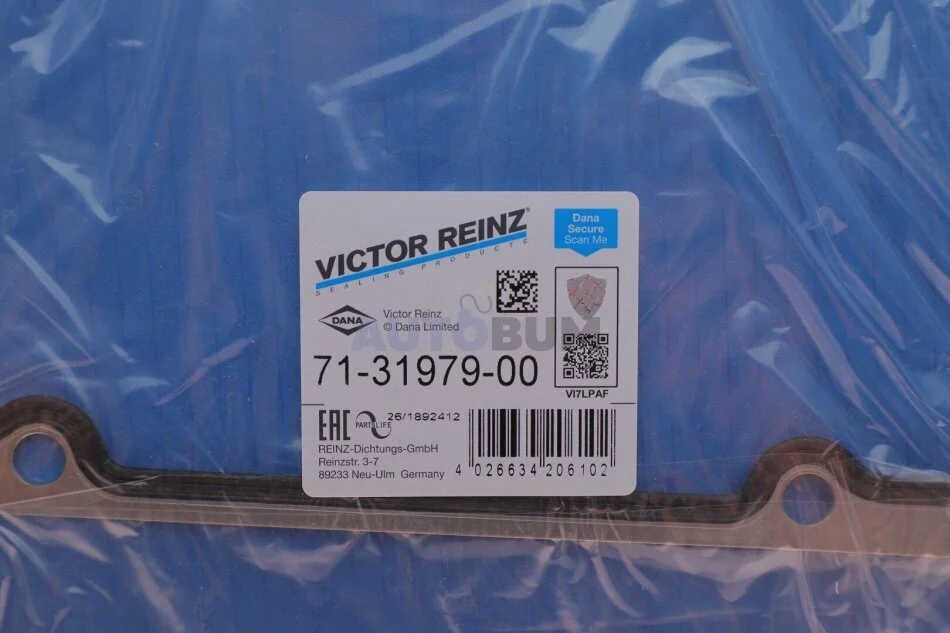 VICTOR REINZ®
SEALING PRODUCTS
Dana
Secure
Scan Me
DANA
Victor Reinz
© Dana Limited
AUTOBUM
71-31979-00
VI7LPAF
EAC
PARTSLIFE
26/1892412
REINZ-Dichtungs-GmbH
Reinzstr. 3-7
89233 Neu-Ulm Germany
4 026634 206102